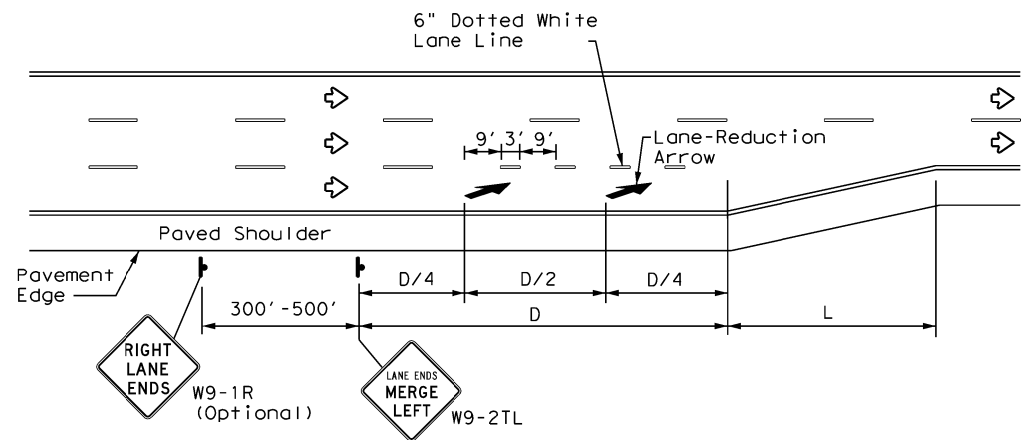 6" Dotted White
Lane Line
9' 3' 9'
Lane-Reduction
Arrow
Paved Shoulder
Pavement
Edge
D/4 D/2 D/4
300'-500' D L
RIGHT
LANE
ENDS
W9-1R
(Optional)
LANE ENDS
MERGE
LEFT
W9-2TL